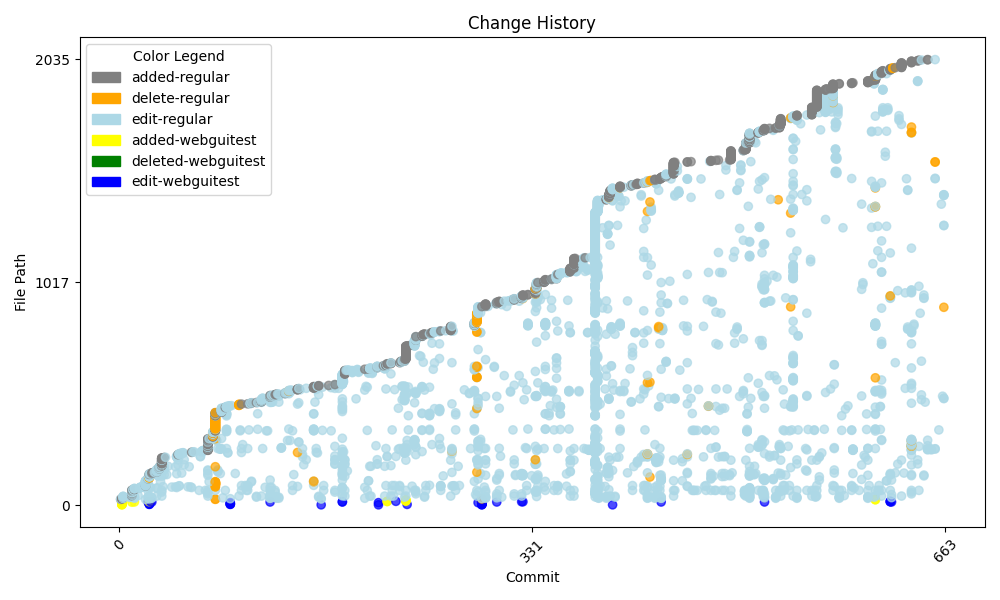 Change History
Color Legend
added-regular
delete-regular
edit-regular
added-webguitest
deleted-webguitest
edit-webguitest
2035
1017
0
File Path
0
331
663
Commit